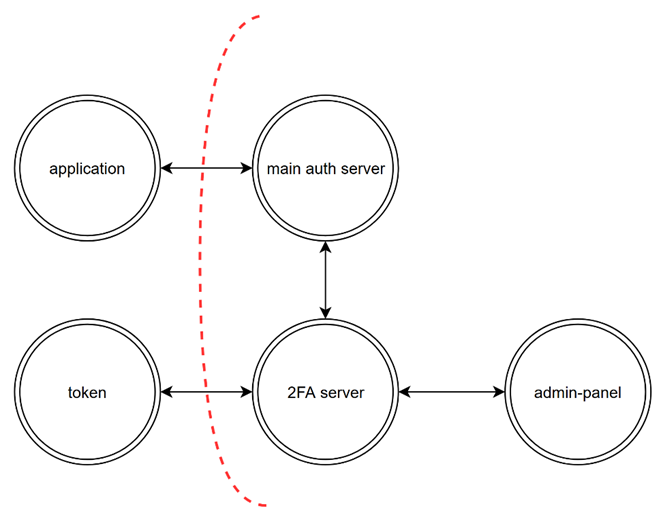 application
main auth server
token
2FA server
admin-panel